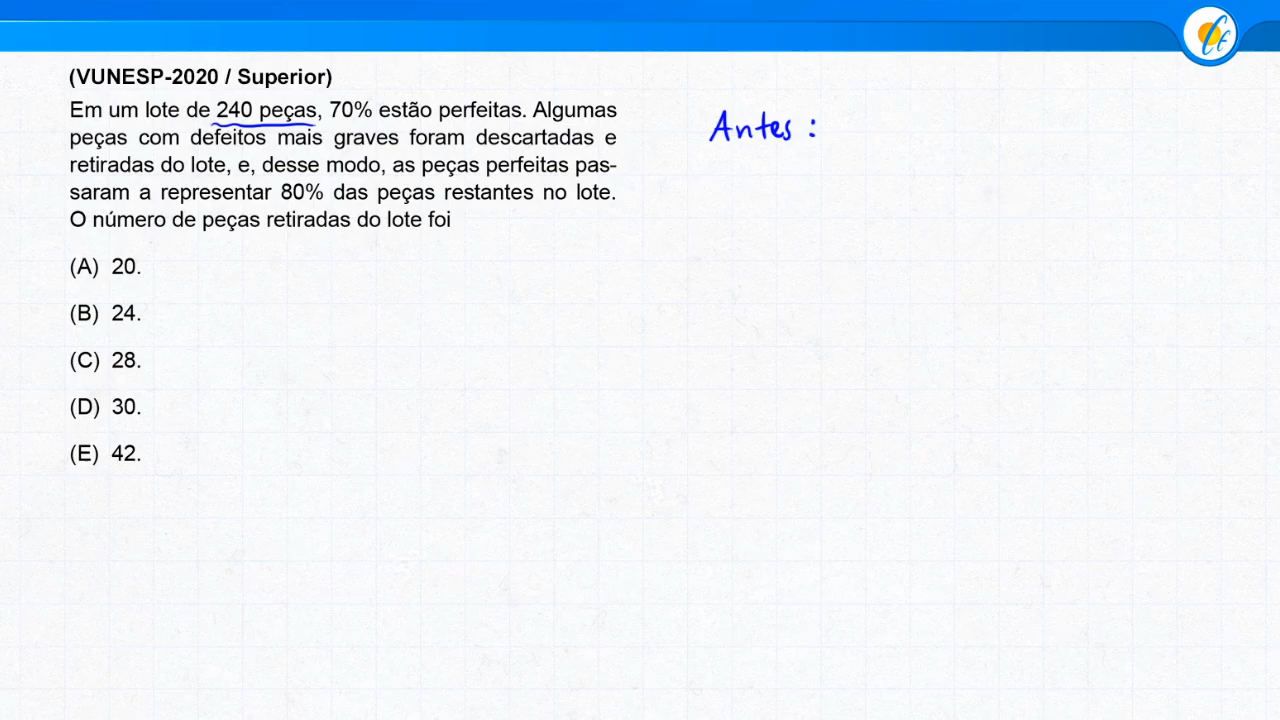 (VUNESP-2020 / Superior)
Em um lote de 240 peças, 70% estão perfeitas. Algumas
peças com defeitos mais graves foram descartadas e
retiradas do lote, e, desse modo, as peças perfeitas pas-
saram a representar 80% das peças restantes no lote.
O número de peças retiradas do lote foi
(A) 20.
(B) 24.
(C) 28.
(D) 30.
(E) 42.
Antes :